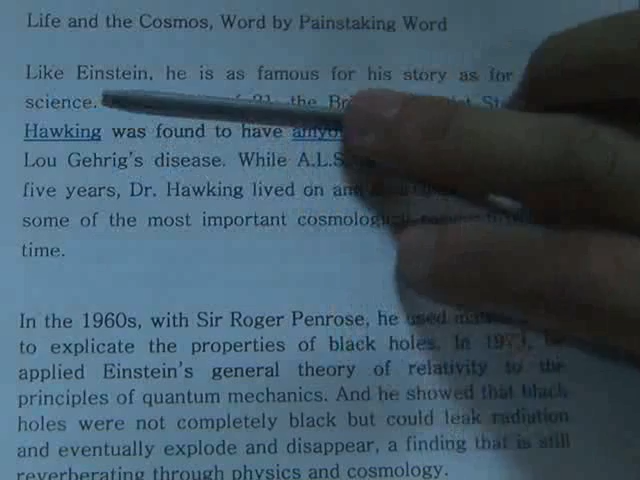 Life and the Cosmos, Word by Painstaking Word
Like Einstein, he is as famous for his story as for
science. the
Hawking was found to have
Lou Gehrig's disease. While A.L.S.
five years, Dr. Hawking lived on and
some of the most important cosmological
time.
In the 1960s, with Sir Roger Penrose, he used
to explicate the properties of black holes. In 1973, he
applied Einstein's general theory of relativity to the
principles of quantum mechanics. And he showed that black
holes were not completely black but could leak radiation
and eventually explode and disappear, a finding that is still
reverberating through physics and cosmology.